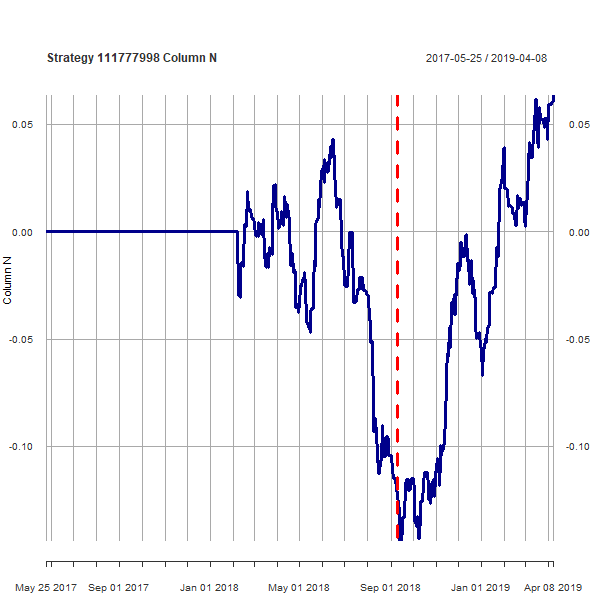 Strategy 111777998 Column N
2017-05-25 / 2019-04-08
0.05
0.05
0.00
0.00
-0.05
-0.05
-0.10
-0.10
Column N
May 25 2017
Sep 01 2017
Jan 01 2018
May 01 2018
Sep 01 2018
Jan 01 2019
Apr 08 2019